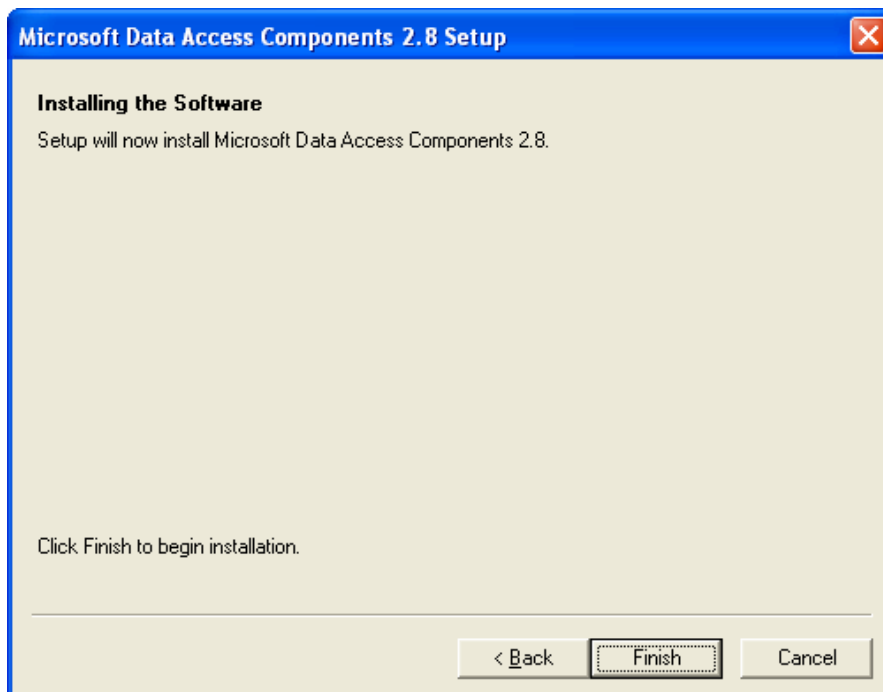 Microsoft Data Access Components 2.8 Setup
Installing the Software
Setup will now install Microsoft Data Access Components 2.8.
Click Finish to begin installation.
< Back
Finish
Cancel